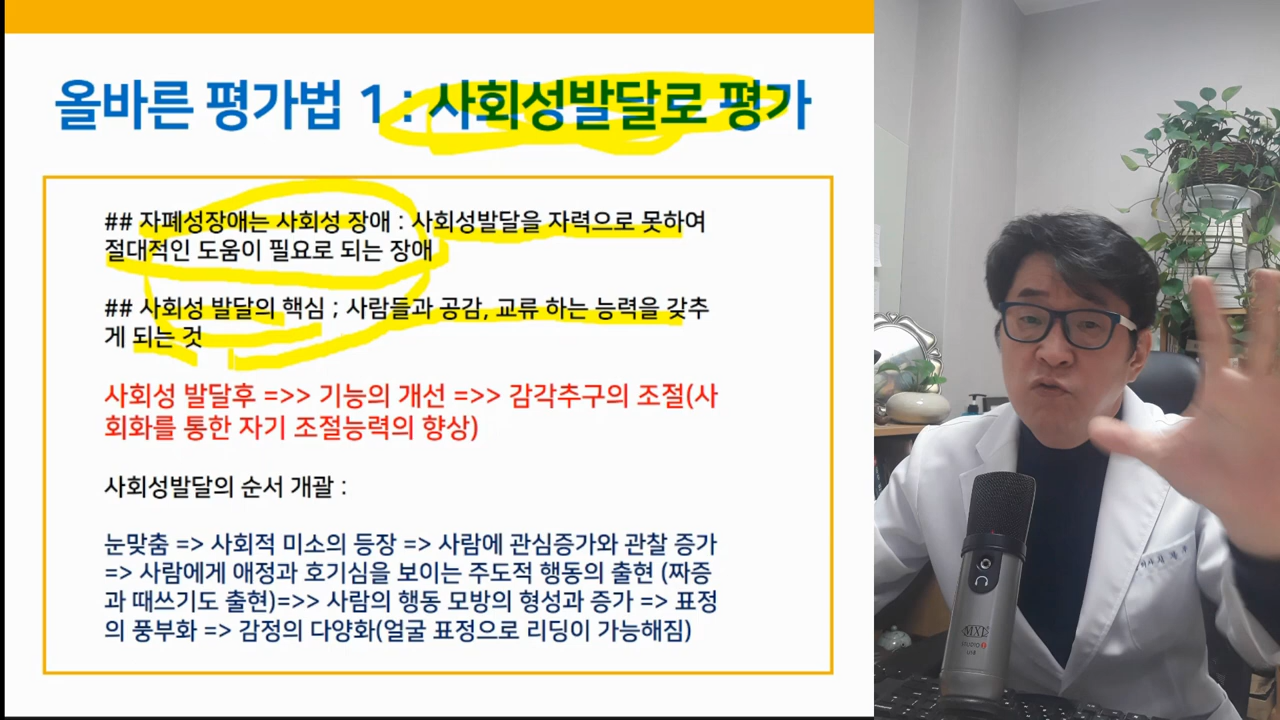 올바른 평가법 1 : 사회성발달로 평가
## 자폐성장애는 사회성 장애 : 사회성발달을 자력으로 못하여
절대적인 도움이 필요로 되는 장애
## 사회성 발달의 핵심 ; 사람들과 공감, 교류 하는 능력을 갖추
게 되는 것
사회성 발달후 =>> 기능의 개선 =>> 감각추구의 조절(사
회화를 통한 자기 조절능력의 향상)
사회성발달의 순서 개괄 :
눈맞춤 => 사회적 미소의 등장 => 사람에 관심증가와 관찰 증가
=> 사람에게 애정과 호기심을 보이는 주도적 행동의 출현 (짜증
과 때쓰기도 출현)=>> 사람의 행동 모방의 형성과 증가 => 표정
의 풍부화 => 감정의 다양화(얼굴 표정으로 리딩이 가능해짐)
MXL